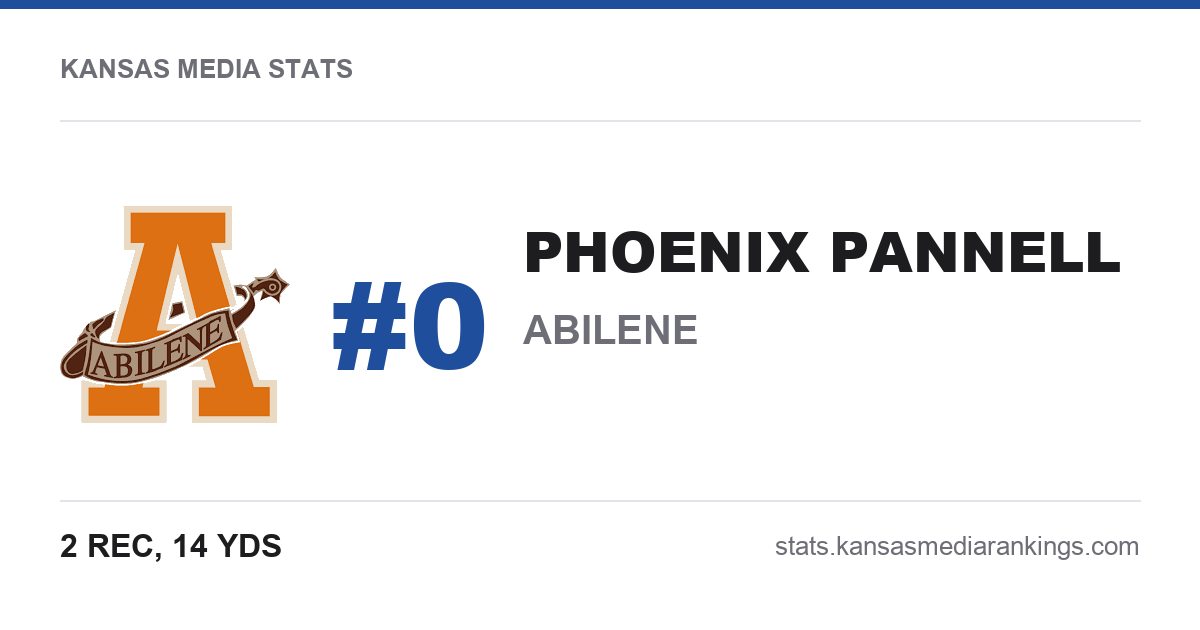 KANSAS MEDIA STATS
ABILENE
#0
PHOENIX PANNELL
ABILENE
2 REC, 14 YDS
stats.kansasmediarankings.com